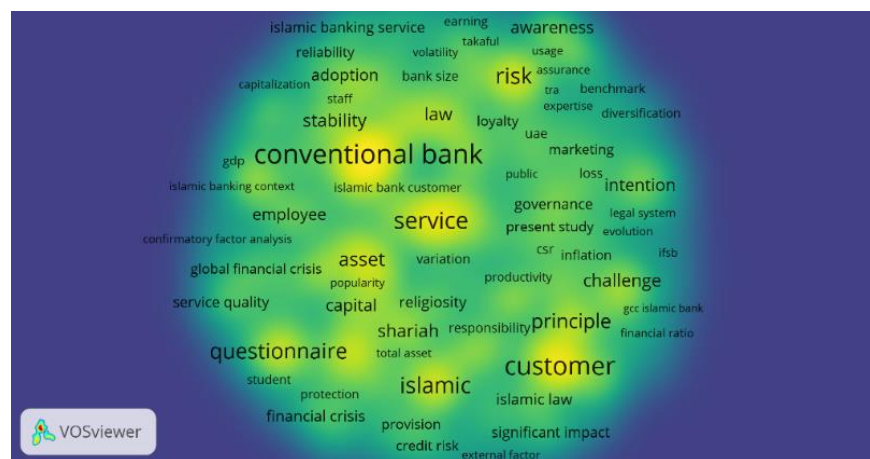 islamic banking service
earning
awareness
takaful
reliability
volatility
usage
adoption
bank size
risk
assurance
capitalization
tra
benchmark
staff
expertise
stability
law
loyalty
diversification
uae
conventional bank
marketing
gdp
public
loss
islamic banking context
islamic bank customer
intention
employee
service
governance
legal system
present study
evolution
confirmatory factor analysis
csr
inflation
ifsb
asset
variation
global financial crisis
popularity
productivity
challenge
service quality
capital
religiosity
gcc islamic bank
shariah
responsibility
principle
financial ratio
questionnaire
total asset
customer
student
islamic
protection
islamic law
financial crisis
provision
significant impact
credit risk
external factor
VOSviewer